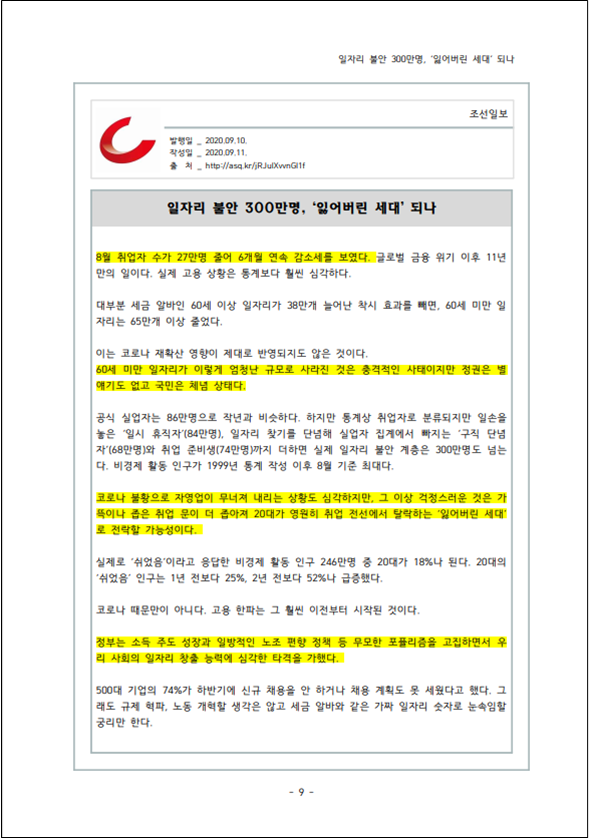 일자리 불안 300만명, ‘잃어버린 세대’ 되나
조선일보
발행일 _ 2020.09.10.
작성일 _ 2020.09.11.
출 처 _ http://asq.kr/jRJulXvvnGl1f
일자리 불안 300만명, ‘잃어버린 세대’ 되나
8월 취업자 수가 27만명 줄어 6개월 연속 감소세를 보였다. 글로벌 금융 위기 이후 11년
만의 일이다. 실제 고용 상황은 통계보다 훨씬 심각하다.
대부분 세금 알바인 60세 이상 일자리가 38만개 늘어난 착시 효과를 빼면, 60세 미만 일
자리는 65만개 이상 줄었다.
이는 코로나 재확산 영향이 제대로 반영되지도 않은 것이다.
60세 미만 일자리가 이렇게 엄청난 규모로 사라진 것은 충격적인 사태이지만 정권은 별
얘기도 없고 국민은 체념 상태다.
공식 실업자는 86만명으로 작년과 비슷하다. 하지만 통계상 취업자로 분류되지만 일손을
놓은 ‘일시 휴직자’(84만명), 일자리 찾기를 단념해 실업자 집계에서 빠지는 ‘구직 단념
자’(68만명)와 취업 준비생(74만명)까지 더하면 실제 일자리 불안 계층은 300만명도 넘는
다. 비경제 활동 인구가 1999년 통계 작성 이후 8월 기준 최대다.
코로나 불황으로 자영업이 무너져 내리는 상황도 심각하지만, 그 이상 걱정스러운 것은 가
뜩이나 좁은 취업 문이 더 좁아져 20대가 영원히 취업 전선에서 탈락하는 ‘잃어버린 세대’
로 전락할 가능성이다.
실제로 ‘쉬었음’이라고 응답한 비경제 활동 인구 246만명 중 20대가 18%나 된다. 20대의
‘쉬었음’ 인구는 1년 전보다 25%, 2년 전보다 52%나 급증했다.
코로나 때문만이 아니다. 고용 한파는 그 훨씬 이전부터 시작된 것이다.
정부는 소득 주도 성장과 일방적인 노조 편향 정책 등 무모한 포퓰리즘을 고집하면서 우
리 사회의 일자리 창출 능력에 심각한 타격을 가했다.
500대 기업의 74%가 하반기에 신규 채용을 안 하거나 채용 계획도 못 세웠다고 했다. 그
래도 규제 혁파, 노동 개혁할 생각은 않고 세금 알바와 같은 가짜 일자리 숫자로 눈속임할
궁리만 한다.
- 9 -